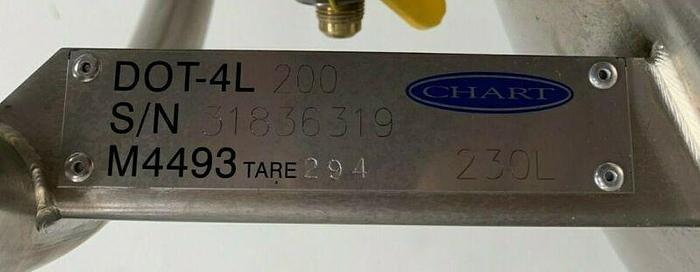 DOT-4L 200
CHART
S/N 31836319
M4493 TARE 294 230L